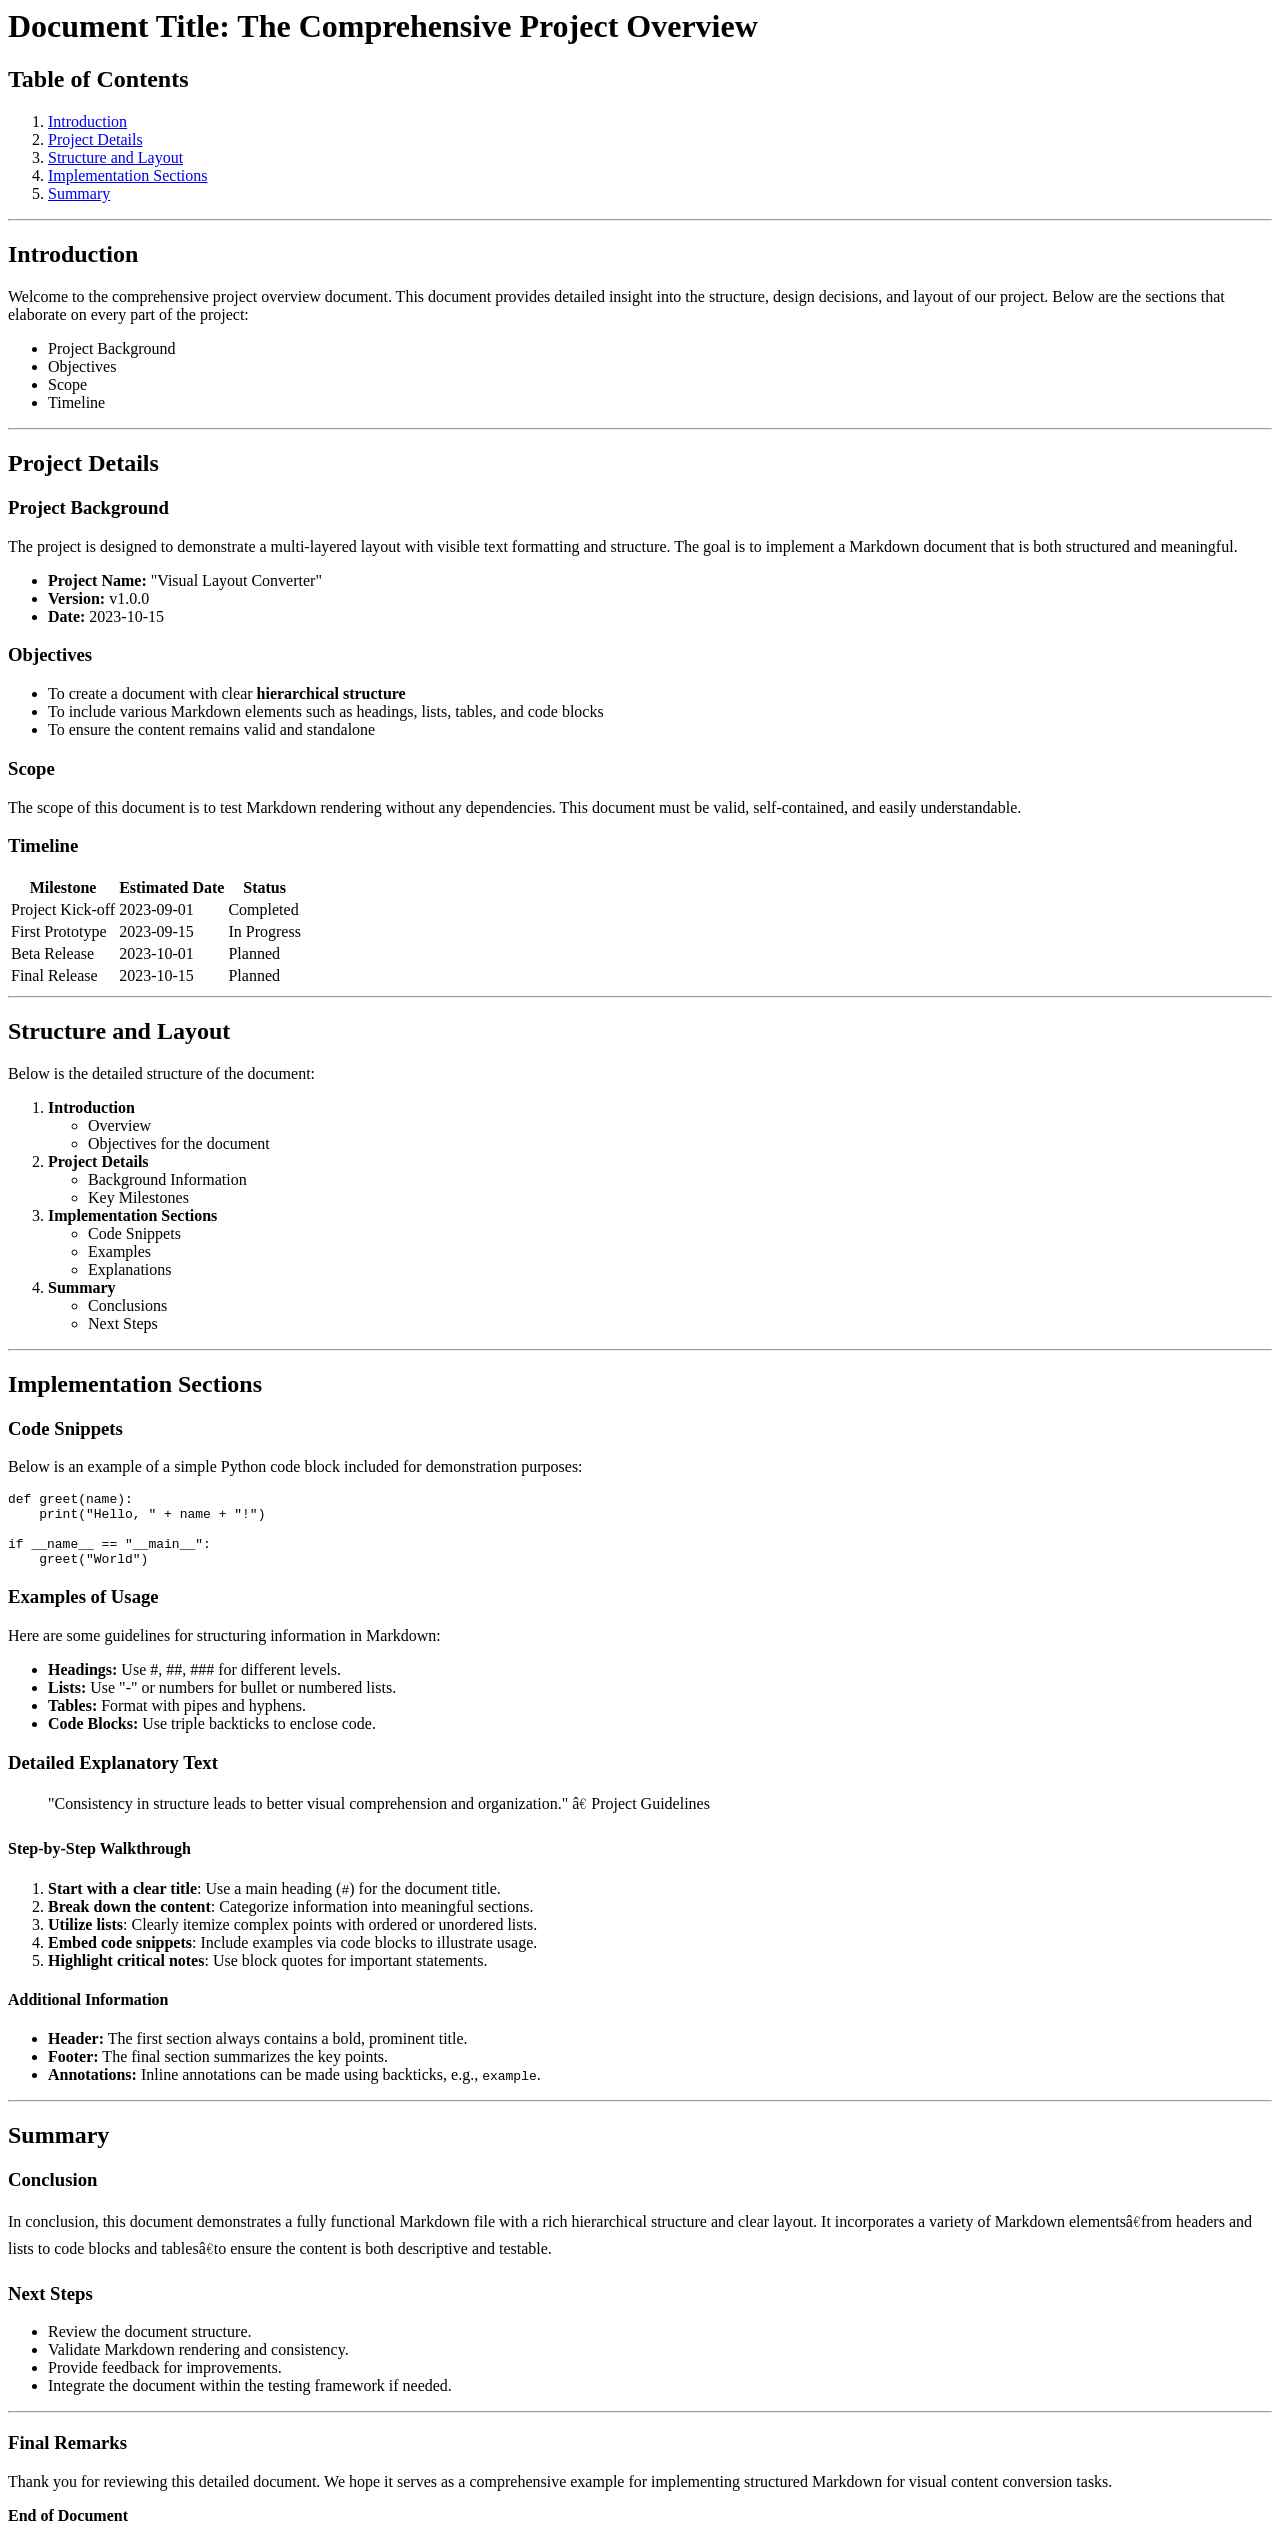 Document Title: The Comprehensive Project Overview
Table of Contents
1. Introduction
2. Project Details
3. Structure and Layout
4. Implementation Sections
5. Summary
Introduction
Welcome to the comprehensive project overview document. This document provides detailed insight into the structure, design decisions, and layout of our project. Below are the sections that
elaborate on every part of the project:
• Project Background
• Objectives
• Scope
• Timeline
Project Details
Project Background
The project is designed to demonstrate a multi-layered layout with visible text formatting and structure. The goal is to implement a Markdown document that is both structured and meaningful.
• Project Name: "Visual Layout Converter"
• Version: v1.0.0
• Date: 2023-10-15
Objectives
• To create a document with clear hierarchical structure
• To include various Markdown elements such as headings, lists, tables, and code blocks
• To ensure the content remains valid and standalone
Scope
The scope of this document is to test Markdown rendering without any dependencies. This document must be valid, self-contained, and easily understandable.
Timeline
Milestone Estimated Date Status
Project Kick-off 2023-09-01 Completed
First Prototype 2023-09-15 In Progress
Beta Release 2023-10-01 Planned
Final Release 2023-10-15 Planned
Structure and Layout
Below is the detailed structure of the document:
1. Introduction
◦ Overview
◦ Objectives for the document
2. Project Details
◦ Background Information
◦ Key Milestones
3. Implementation Sections
◦ Code Snippets
◦ Examples
◦ Explanations
4. Summary
◦ Conclusions
◦ Next Steps
Implementation Sections
Code Snippets
Below is an example of a simple Python code block included for demonstration purposes:
def greet(name):
    print("Hello, " + name + "!")
if __name__ == "__main__":
    greet("World")
Examples of Usage
Here are some guidelines for structuring information in Markdown:
• Headings: Use #, ##, ### for different levels.
• Lists: Use "-" or numbers for bullet or numbered lists.
• Tables: Format with pipes and hyphens.
• Code Blocks: Use triple backticks to enclose code.
Detailed Explanatory Text
"Consistency in structure leads to better visual comprehension and organization." â€ Project Guidelines
Step-by-Step Walkthrough
1. Start with a clear title: Use a main heading (#) for the document title.
2. Break down the content: Categorize information into meaningful sections.
3. Utilize lists: Clearly itemize complex points with ordered or unordered lists.
4. Embed code snippets: Include examples via code blocks to illustrate usage.
5. Highlight critical notes: Use block quotes for important statements.
Additional Information
• Header: The first section always contains a bold, prominent title.
• Footer: The final section summarizes the key points.
• Annotations: Inline annotations can be made using backticks, e.g., example.
Summary
Conclusion
In conclusion, this document demonstrates a fully functional Markdown file with a rich hierarchical structure and clear layout. It incorporates a variety of Markdown elementsâ€from headers and
lists to code blocks and tablesâ€to ensure the content is both descriptive and testable.
Next Steps
• Review the document structure.
• Validate Markdown rendering and consistency.
• Provide feedback for improvements.
• Integrate the document within the testing framework if needed.
Final Remarks
Thank you for reviewing this detailed document. We hope it serves as a comprehensive example for implementing structured Markdown for visual content conversion tasks.
End of Document